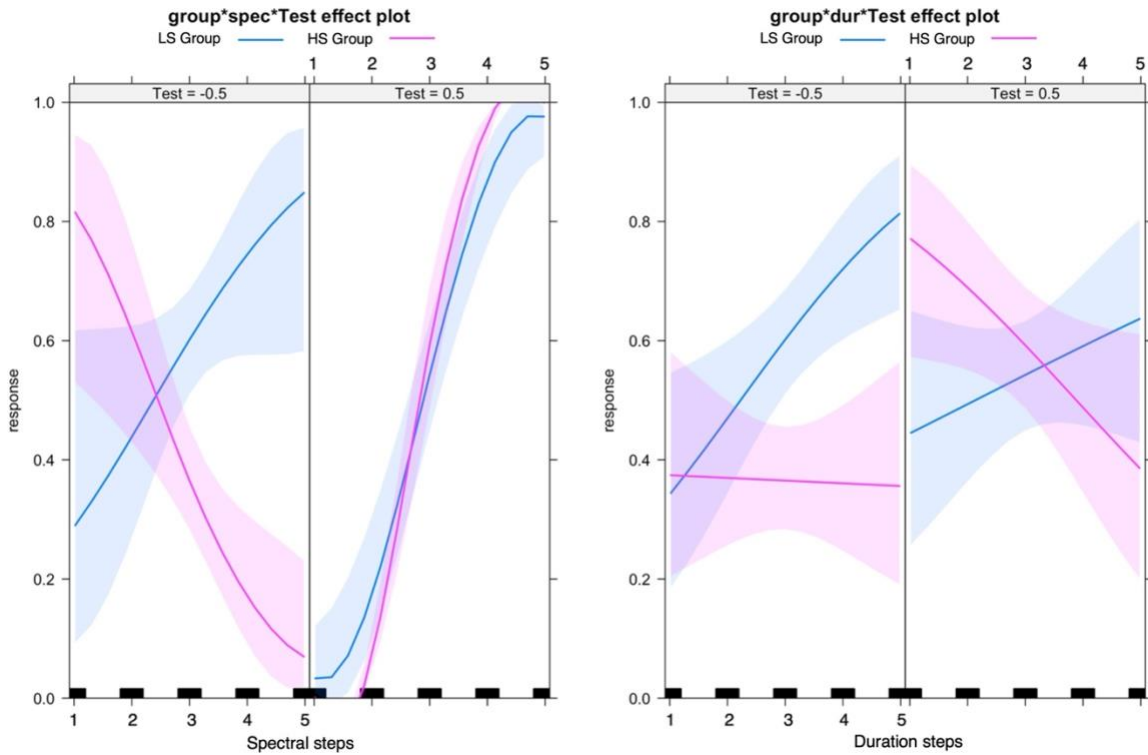 group*spec*Test effect plot
LS Group HS Group
1 2 3 4 5
Test = -0.5 Test = 0.5
1.0
0.8
0.6
0.4
0.2
0.0
response
1 2 3 4 5
Spectral steps
group*dur*Test effect plot
LS Group HS Group
1 2 3 4 5
Test = -0.5 Test = 0.5
1.0
0.8
0.6
0.4
0.2
0.0
response
1 2 3 4 5
Duration steps